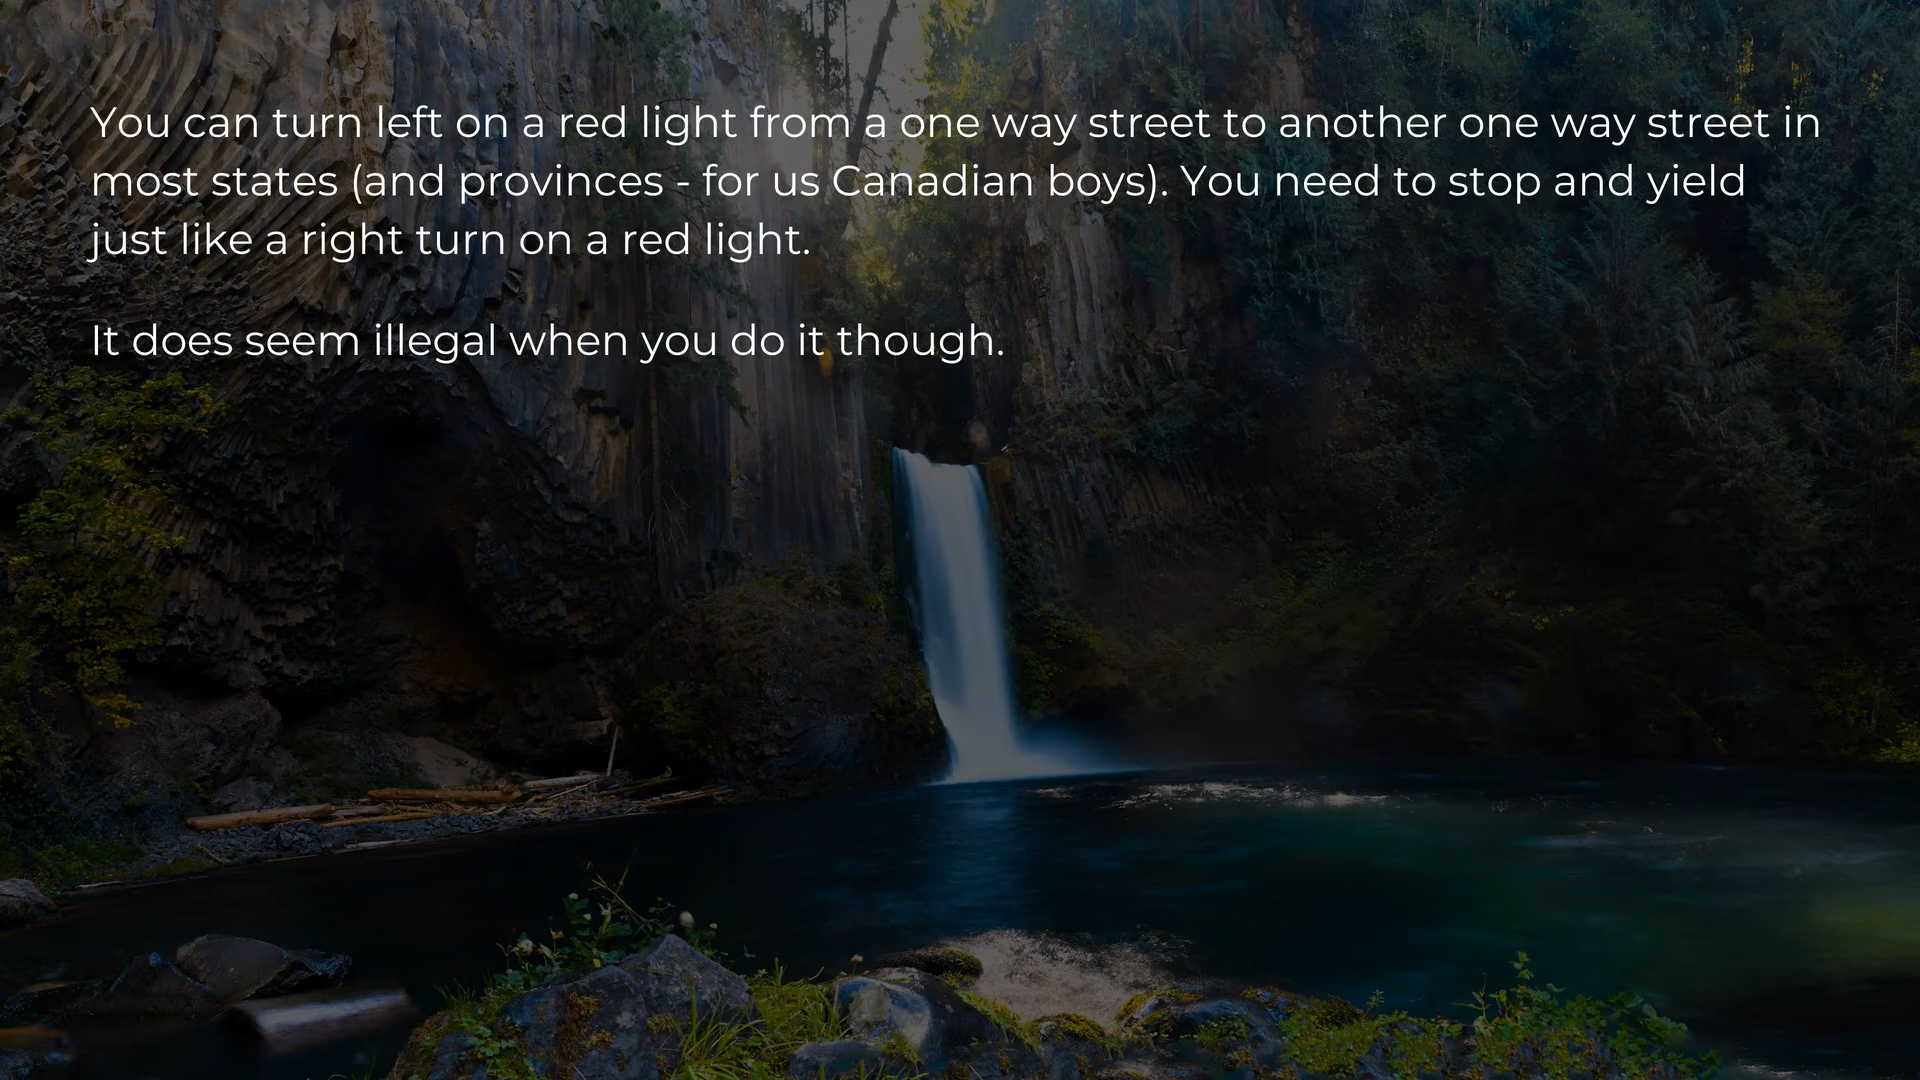 You can turn left on a red light from a one way street to another one way street in
most states (and provinces - for us Canadian boys). You need to stop and yield
just like a right turn on a red light.
It does seem illegal when you do it though.